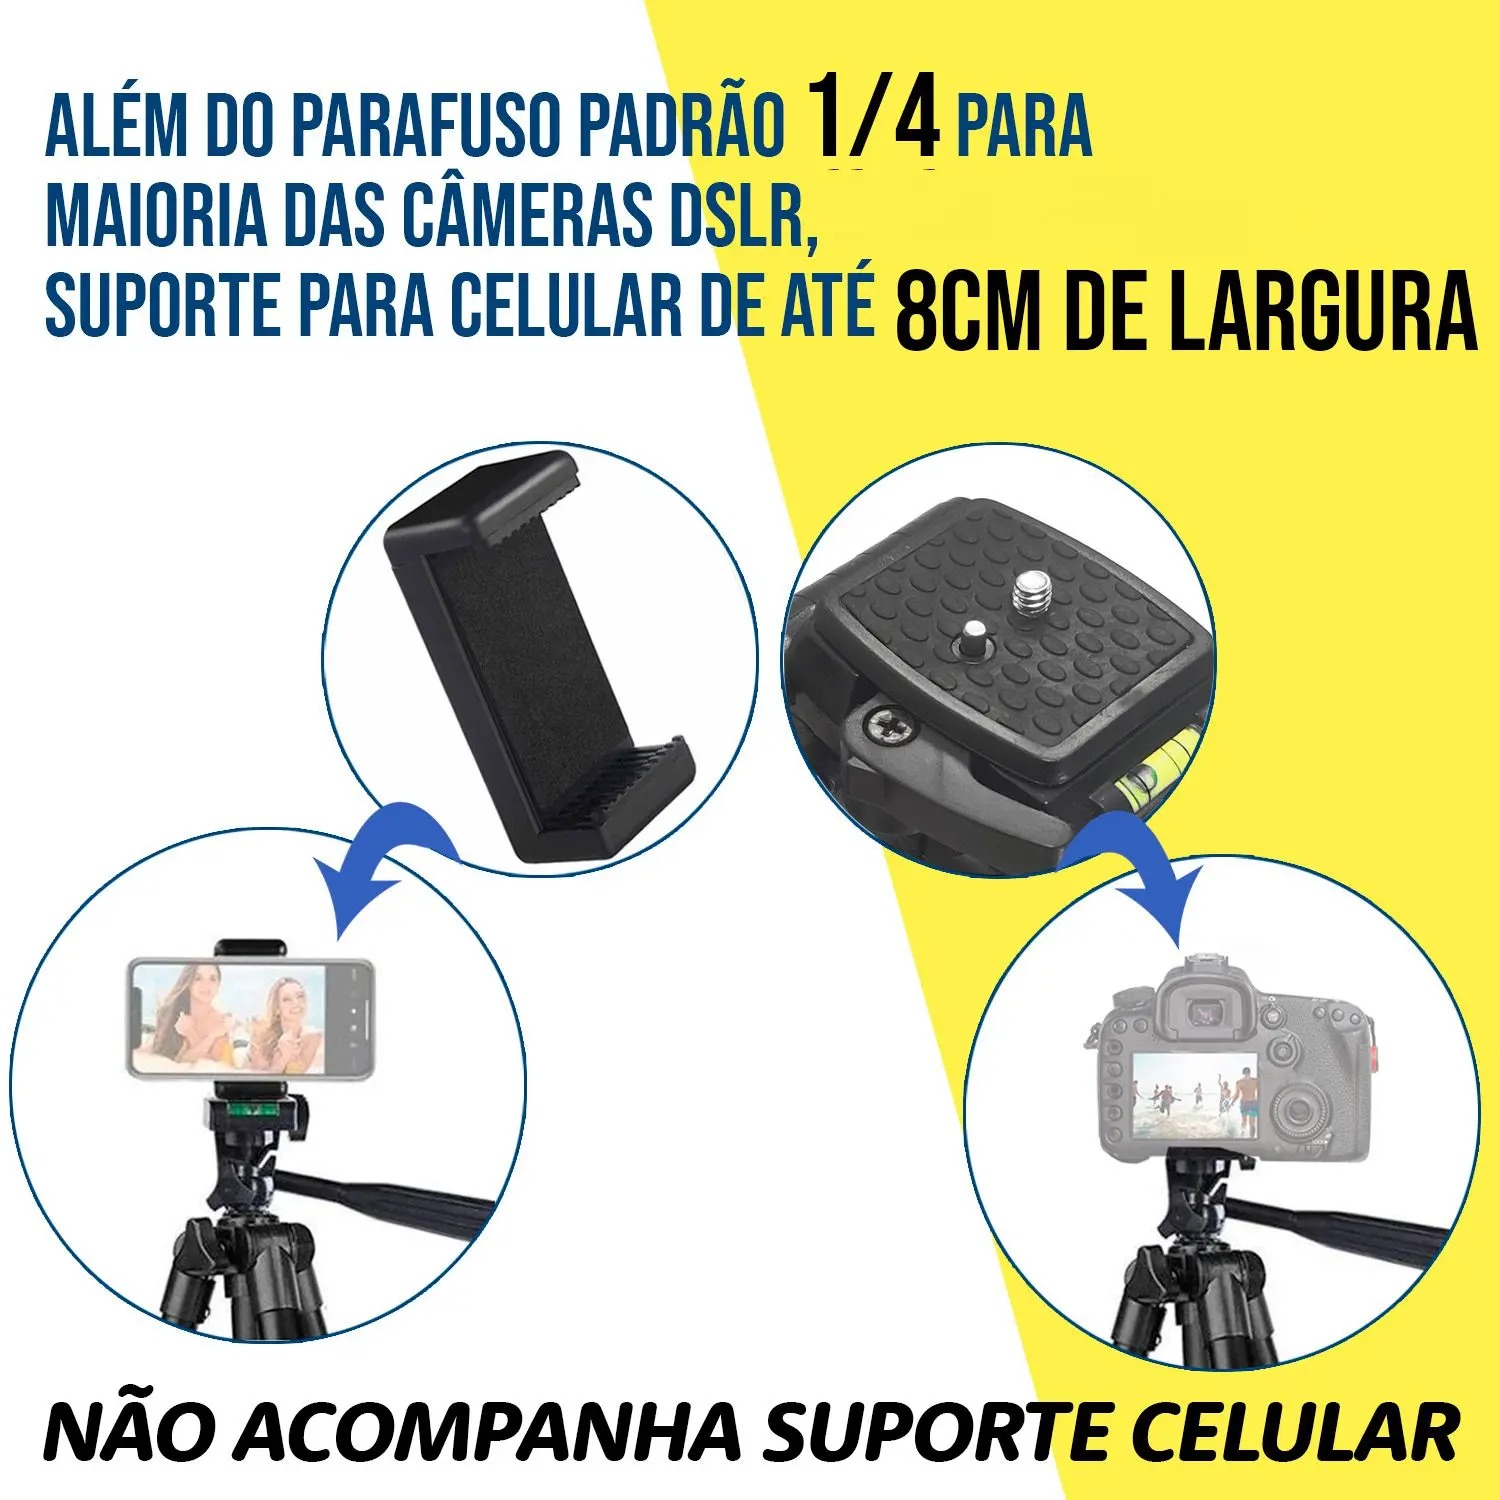 ALÉM DO PARAFUSO PADRÃO 1/4 PARA
MAIORIA DAS CÂMERAS DSLR,
SUPORTE PARA CELULAR DE ATÉ 8CM DE LARGURA
NÃO ACOMPANHA SUPORTE CELULAR